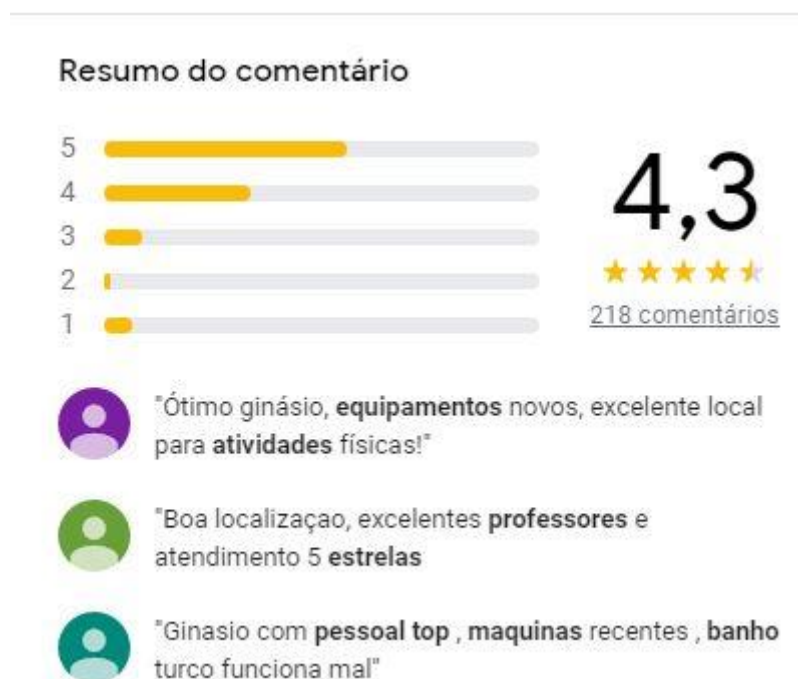 Resumo do comentário
5
4
3
2
1
4,3
218 comentários
"Ótimo ginásio, equipamentos novos, excelente local
para atividades físicas!"
"Boa localizaçao, excelentes professores e
atendimento 5 estrelas
"Ginasio com pessoal top , maquinas recentes , banho
turco funciona mal"